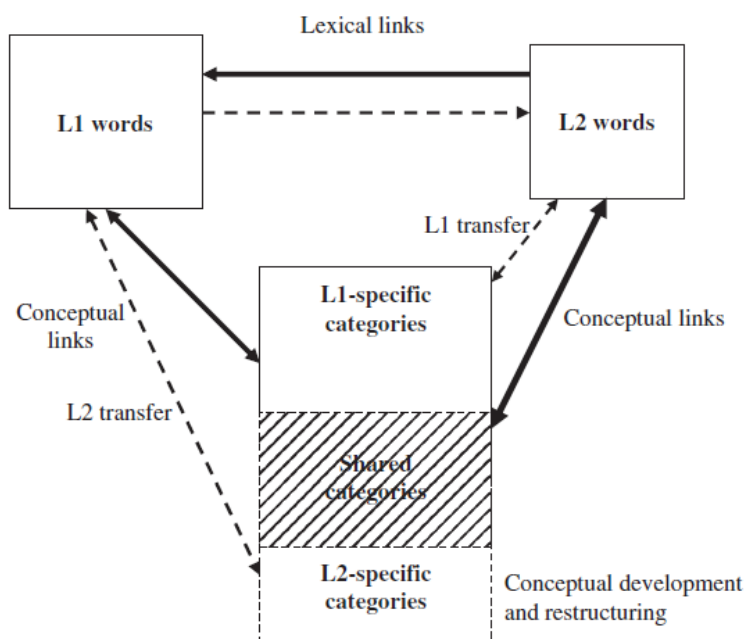 Lexical links
L1 words
L2 words
L1 transfer
L1-specific
categories
Conceptual
links
Conceptual links
L2 transfer
Shared
categories
L2-specific
categories
Conceptual development
and restructuring